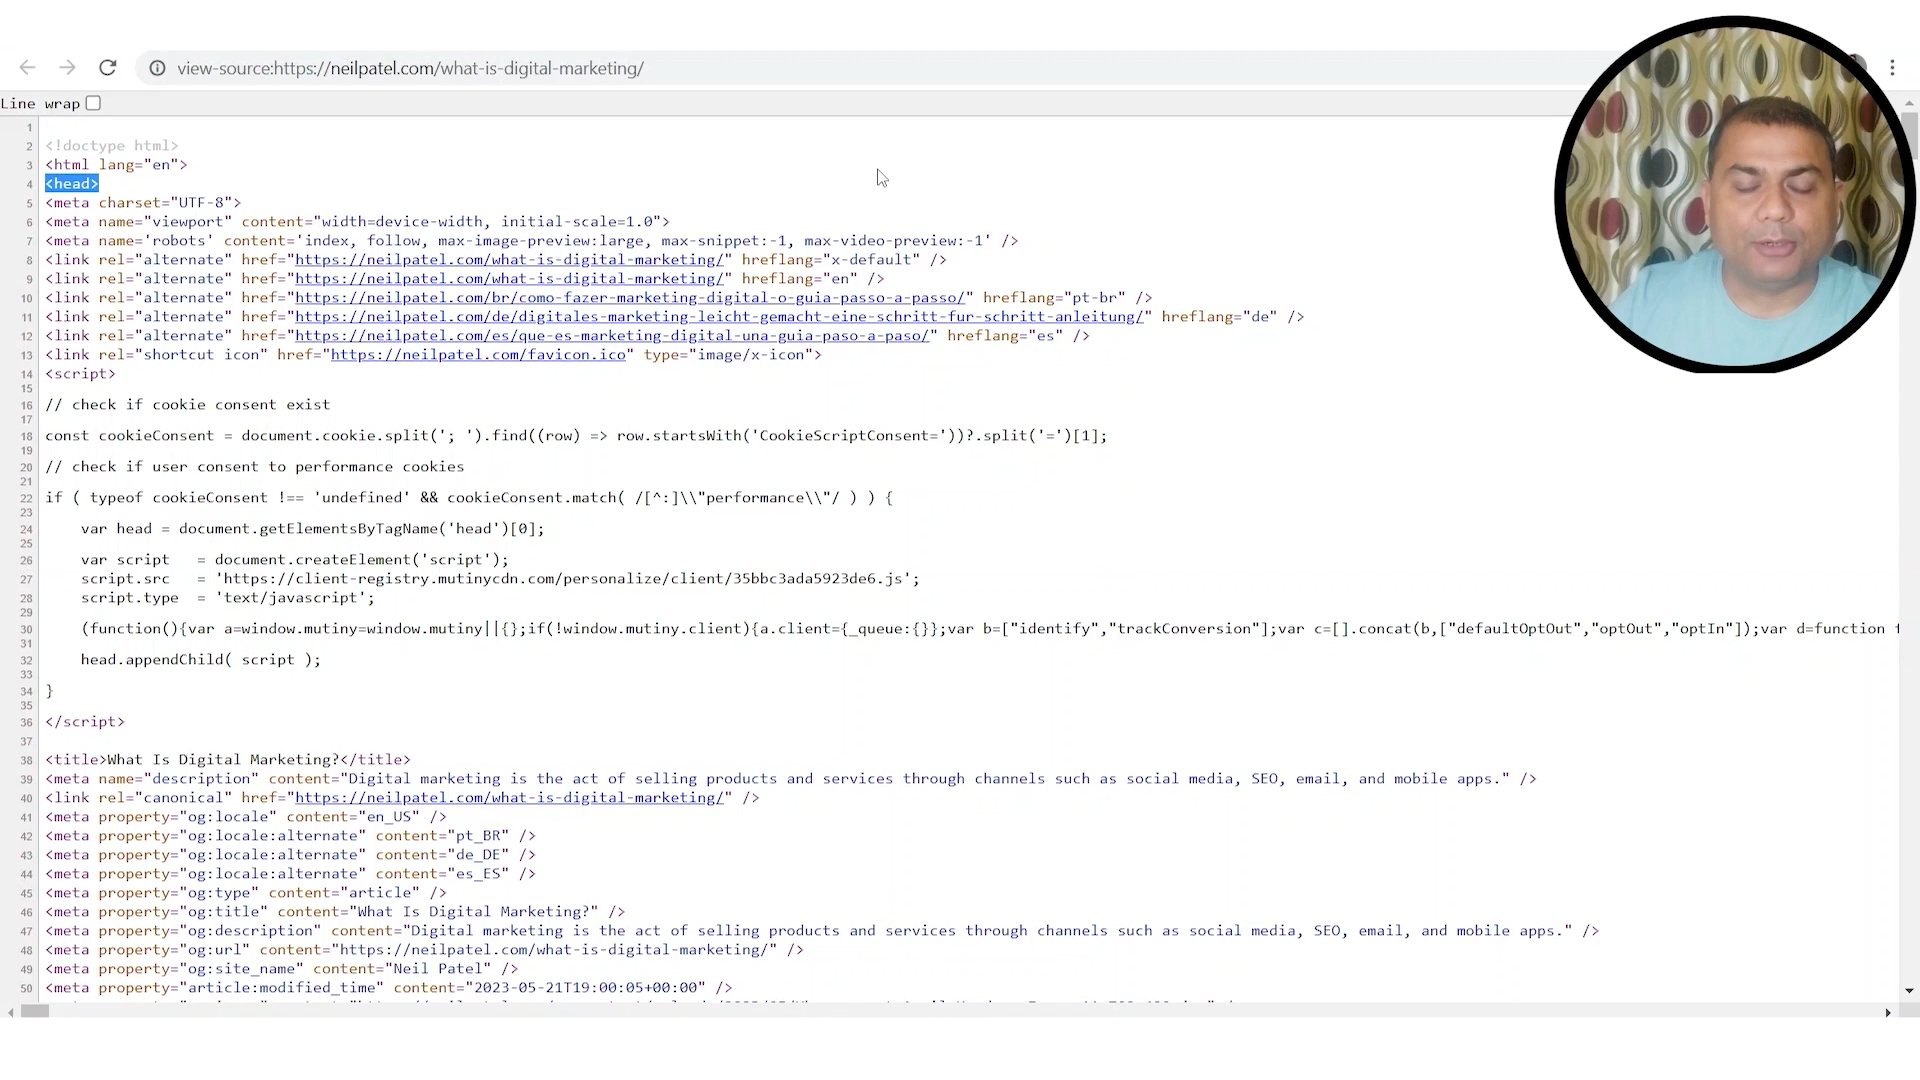 view-source:https://neilpatel.com/what-is-digital-marketing/
Line wrap
1
2 <!doctype html>
3 <html lang="en">
4 <head>
5 <meta charset="UTF-8">
6 <meta name="viewport" content="width=device-width, initial-scale=1.0">
7 <meta name='robots' content='index, follow, max-image-preview:large, max-snippet:-1, max-video-preview:-1' />
8 <link rel="alternate" href="https://neilpatel.com/what-is-digital-marketing/" hreflang="x-default" />
9 <link rel="alternate" href="https://neilpatel.com/what-is-digital-marketing/" hreflang="en" />
10 <link rel="alternate" href="https://neilpatel.com/br/como-fazer-marketing-digital-o-guia-passo-a-passo/" hreflang="pt-br" />
11 <link rel="alternate" href="https://neilpatel.com/de/digitales-marketing-leicht-gemacht-eine-schritt-fur-schritt-anleitung/" hreflang="de" />
12 <link rel="alternate" href="https://neilpatel.com/es/que-es-marketing-digital-una-guia-paso-a-paso/" hreflang="es" />
13 <link rel="shortcut icon" href="https://neilpatel.com/favicon.ico" type="image/x-icon">
14 <script>
15
16 // check if cookie consent exist
17
18 const cookieConsent = document.cookie.split('; ').find((row) => row.startsWith('CookieScriptConsent='))?.split('=')[1];
19
20 // check if user consent to performance cookies
21
22 if ( typeof cookieConsent !== 'undefined' && cookieConsent.match( /[^:]\\"performance\\"/ ) ) {
23
24 var head = document.getElementsByTagName('head')[0];
25
26 var script = document.createElement('script');
27 script.src = 'https://client-registry.mutinycdn.com/personalize/client/35bbc3ada5923de6.js';
28 script.type = 'text/javascript';
29
30 (function(){var a=window.mutiny=window.mutiny||{};if(!window.mutiny.client){a.client={_queue:{}};var b=["identify","trackConversion"];var c=[].concat(b,["defaultOptOut","optOut","optIn"]);var d=function
31
32 head.appendChild( script );
33
34 }
35
36 </script>
37
38 <title>What Is Digital Marketing?</title>
39 <meta name="description" content="Digital marketing is the act of selling products and services through channels such as social media, SEO, email, and mobile apps." />
40 <link rel="canonical" href="https://neilpatel.com/what-is-digital-marketing/" />
41 <meta property="og:locale" content="en_US" />
42 <meta property="og:locale:alternate" content="pt_BR" />
43 <meta property="og:locale:alternate" content="de_DE" />
44 <meta property="og:locale:alternate" content="es_ES" />
45 <meta property="og:type" content="article" />
46 <meta property="og:title" content="What Is Digital Marketing?" />
47 <meta property="og:description" content="Digital marketing is the act of selling products and services through channels such as social media, SEO, email, and mobile apps." />
48 <meta property="og:url" content="https://neilpatel.com/what-is-digital-marketing/" />
49 <meta property="og:site_name" content="Neil Patel" />
50 <meta property="article:modified_time" content="2023-05-21T19:00:05+00:00" />